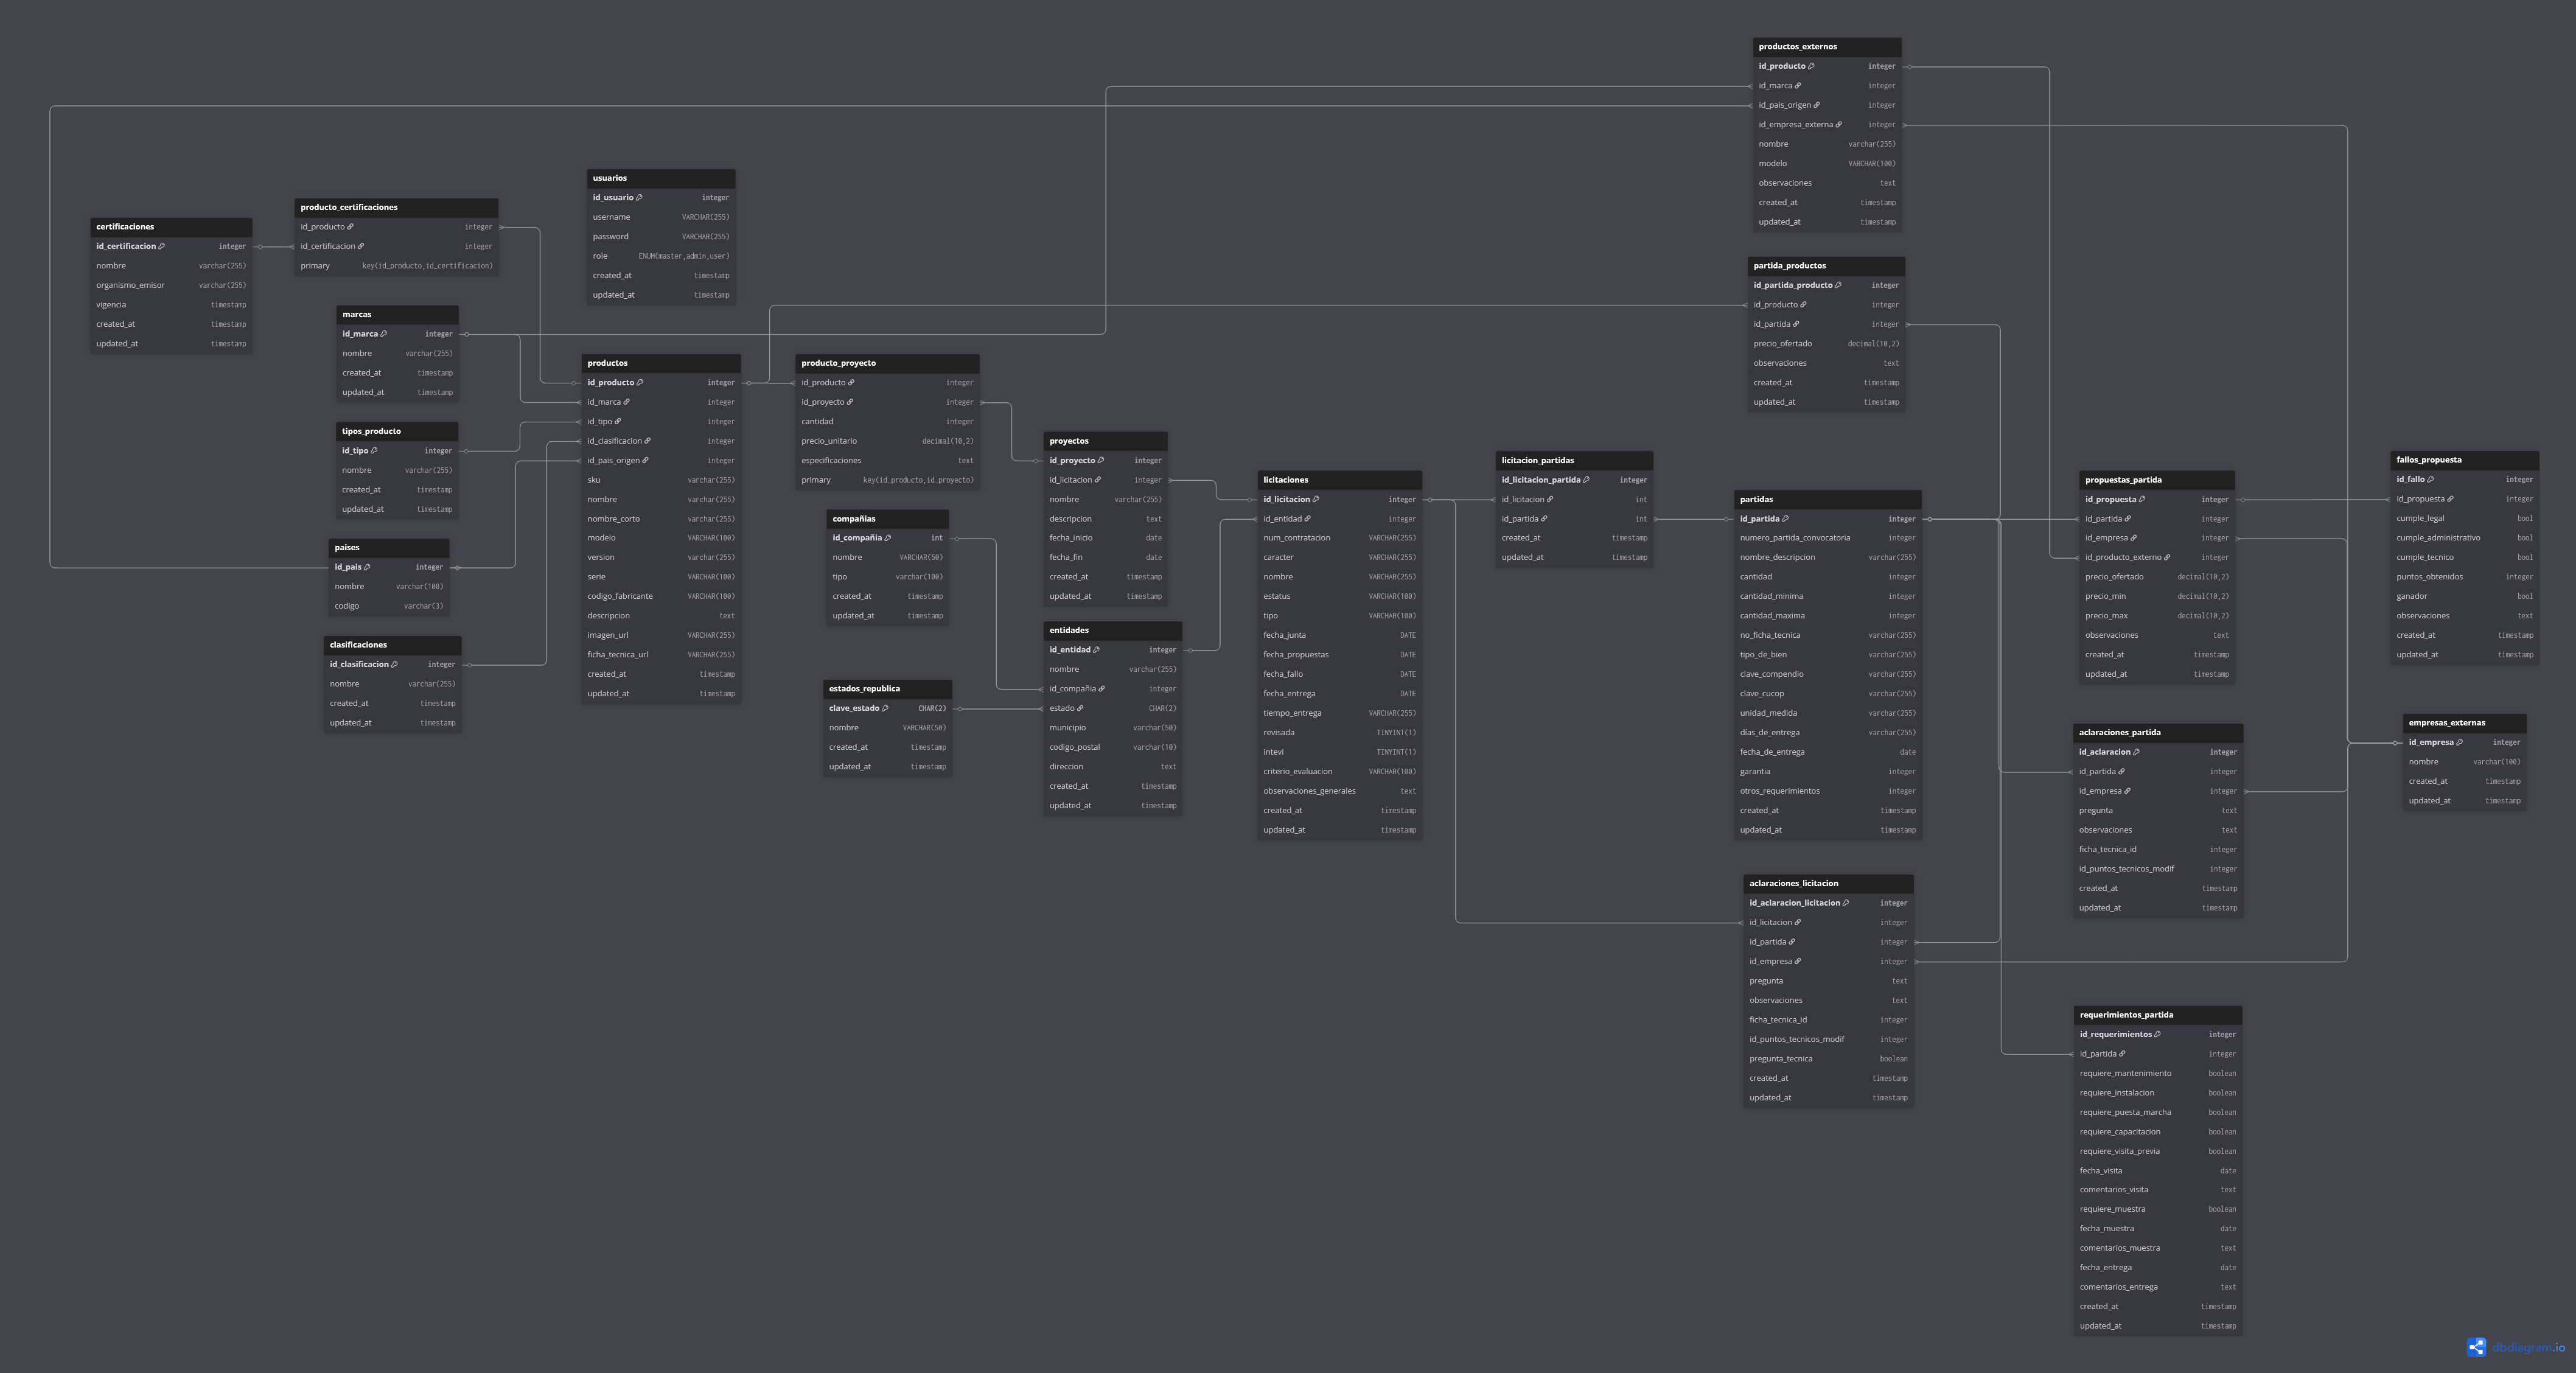 productos_externos
id_producto integer
id_marca integer
id_pais_origen integer
id_empresa_externa integer
nombre varchar(255)
modelo VARCHAR(100)
observaciones text
created_at timestamp
updated_at timestamp
usuarios
id_usuario integer
username VARCHAR(255)
password VARCHAR(255)
role ENUM(master,admin,user)
created_at timestamp
updated_at timestamp
producto_certificaciones
id_producto integer
id_certificacion integer
primary key(id_producto,id_certificacion)
certificaciones
id_certificacion integer
nombre varchar(255)
organismo_emisor varchar(255)
vigencia timestamp
created_at timestamp
updated_at timestamp
partida_productos
id_partida_producto integer
id_producto integer
id_partida integer
precio_ofertado decimal(10,2)
observaciones text
created_at timestamp
updated_at timestamp
marcas
id_marca integer
nombre varchar(255)
created_at timestamp
updated_at timestamp
productos
id_producto integer
id_marca integer
id_tipo integer
id_clasificacion integer
id_pais_origen integer
sku varchar(255)
nombre varchar(255)
nombre_corto varchar(255)
modelo VARCHAR(100)
version varchar(255)
serie VARCHAR(100)
codigo_fabricante VARCHAR(100)
descripcion text
imagen_url VARCHAR(255)
ficha_tecnica_url VARCHAR(255)
created_at timestamp
updated_at timestamp
producto_proyecto
id_producto integer
id_proyecto integer
cantidad integer
precio_unitario decimal(10,2)
especificaciones text
primary key(id_producto,id_proyecto)
tipos_producto
id_tipo integer
nombre varchar(255)
created_at timestamp
updated_at timestamp
proyectos
id_proyecto integer
id_licitacion integer
nombre varchar(255)
descripcion text
fecha_inicio date
fecha_fin date
created_at timestamp
updated_at timestamp
licitaciones
id_licitacion integer
id_entidad integer
num_contratacion VARCHAR(255)
caracter VARCHAR(255)
nombre VARCHAR(255)
estatus VARCHAR(100)
tipo VARCHAR(100)
fecha_junta DATE
fecha_propuestas DATE
fecha_fallo DATE
fecha_entrega DATE
tiempo_entrega VARCHAR(255)
revisada TINYINT(1)
intevi TINYINT(1)
criterio_evaluacion VARCHAR(100)
observaciones_generales text
created_at timestamp
updated_at timestamp
licitacion_partidas
id_licitacion_partida integer
id_licitacion int
id_partida int
created_at timestamp
updated_at timestamp
partidas
id_partida integer
numero_partida_convocatoria integer
nombre_descripcion varchar(255)
cantidad integer
cantidad_minima integer
cantidad_maxima integer
no_ficha_tecnica varchar(255)
tipo_de_bien varchar(255)
clave_compendio varchar(255)
clave_cucop varchar(255)
unidad_medida varchar(255)
días_de_entrega varchar(255)
fecha_de_entrega date
garantia integer
otros_requerimientos integer
created_at timestamp
updated_at timestamp
propuestas_partida
id_propuesta integer
id_partida integer
id_empresa integer
id_producto_externo integer
precio_ofertado decimal(10,2)
precio_min decimal(10,2)
precio_max decimal(10,2)
observaciones text
created_at timestamp
updated_at timestamp
fallos_propuesta
id_fallo integer
id_propuesta integer
cumple_legal bool
cumple_administrativo bool
cumple_tecnico bool
puntos_obtenidos integer
ganador bool
observaciones text
created_at timestamp
updated_at timestamp
compañias
id_compañia int
nombre VARCHAR(50)
tipo varchar(100)
created_at timestamp
updated_at timestamp
paises
id_pais integer
nombre varchar(100)
codigo varchar(3)
entidades
id_entidad integer
nombre varchar(255)
id_compañia integer
estado CHAR(2)
municipio varchar(50)
codigo_postal varchar(10)
direccion text
created_at timestamp
updated_at timestamp
clasificaciones
id_clasificacion integer
nombre varchar(255)
created_at timestamp
updated_at timestamp
estados_republica
clave_estado CHAR(2)
nombre VARCHAR(50)
created_at timestamp
updated_at timestamp
empresas_externas
id_empresa integer
nombre varchar(100)
created_at timestamp
updated_at timestamp
aclaraciones_partida
id_aclaracion integer
id_partida integer
id_empresa integer
pregunta text
observaciones text
ficha_tecnica_id integer
id_puntos_tecnicos_modif integer
created_at timestamp
updated_at timestamp
aclaraciones_licitacion
id_aclaracion_licitacion integer
id_licitacion integer
id_partida integer
id_empresa integer
pregunta text
observaciones text
ficha_tecnica_id integer
id_puntos_tecnicos_modif integer
pregunta_tecnica boolean
created_at timestamp
updated_at timestamp
requerimientos_partida
id_requerimientos integer
id_partida integer
requiere_mantenimiento boolean
requiere_instalacion boolean
requiere_puesta_marcha boolean
requiere_capacitacion boolean
requiere_visita_previa boolean
fecha_visita date
comentarios_visita text
requiere_muestra boolean
fecha_muestra date
comentarios_muestra text
fecha_entrega date
comentarios_entrega text
created_at timestamp
updated_at timestamp
dbdiagram.io